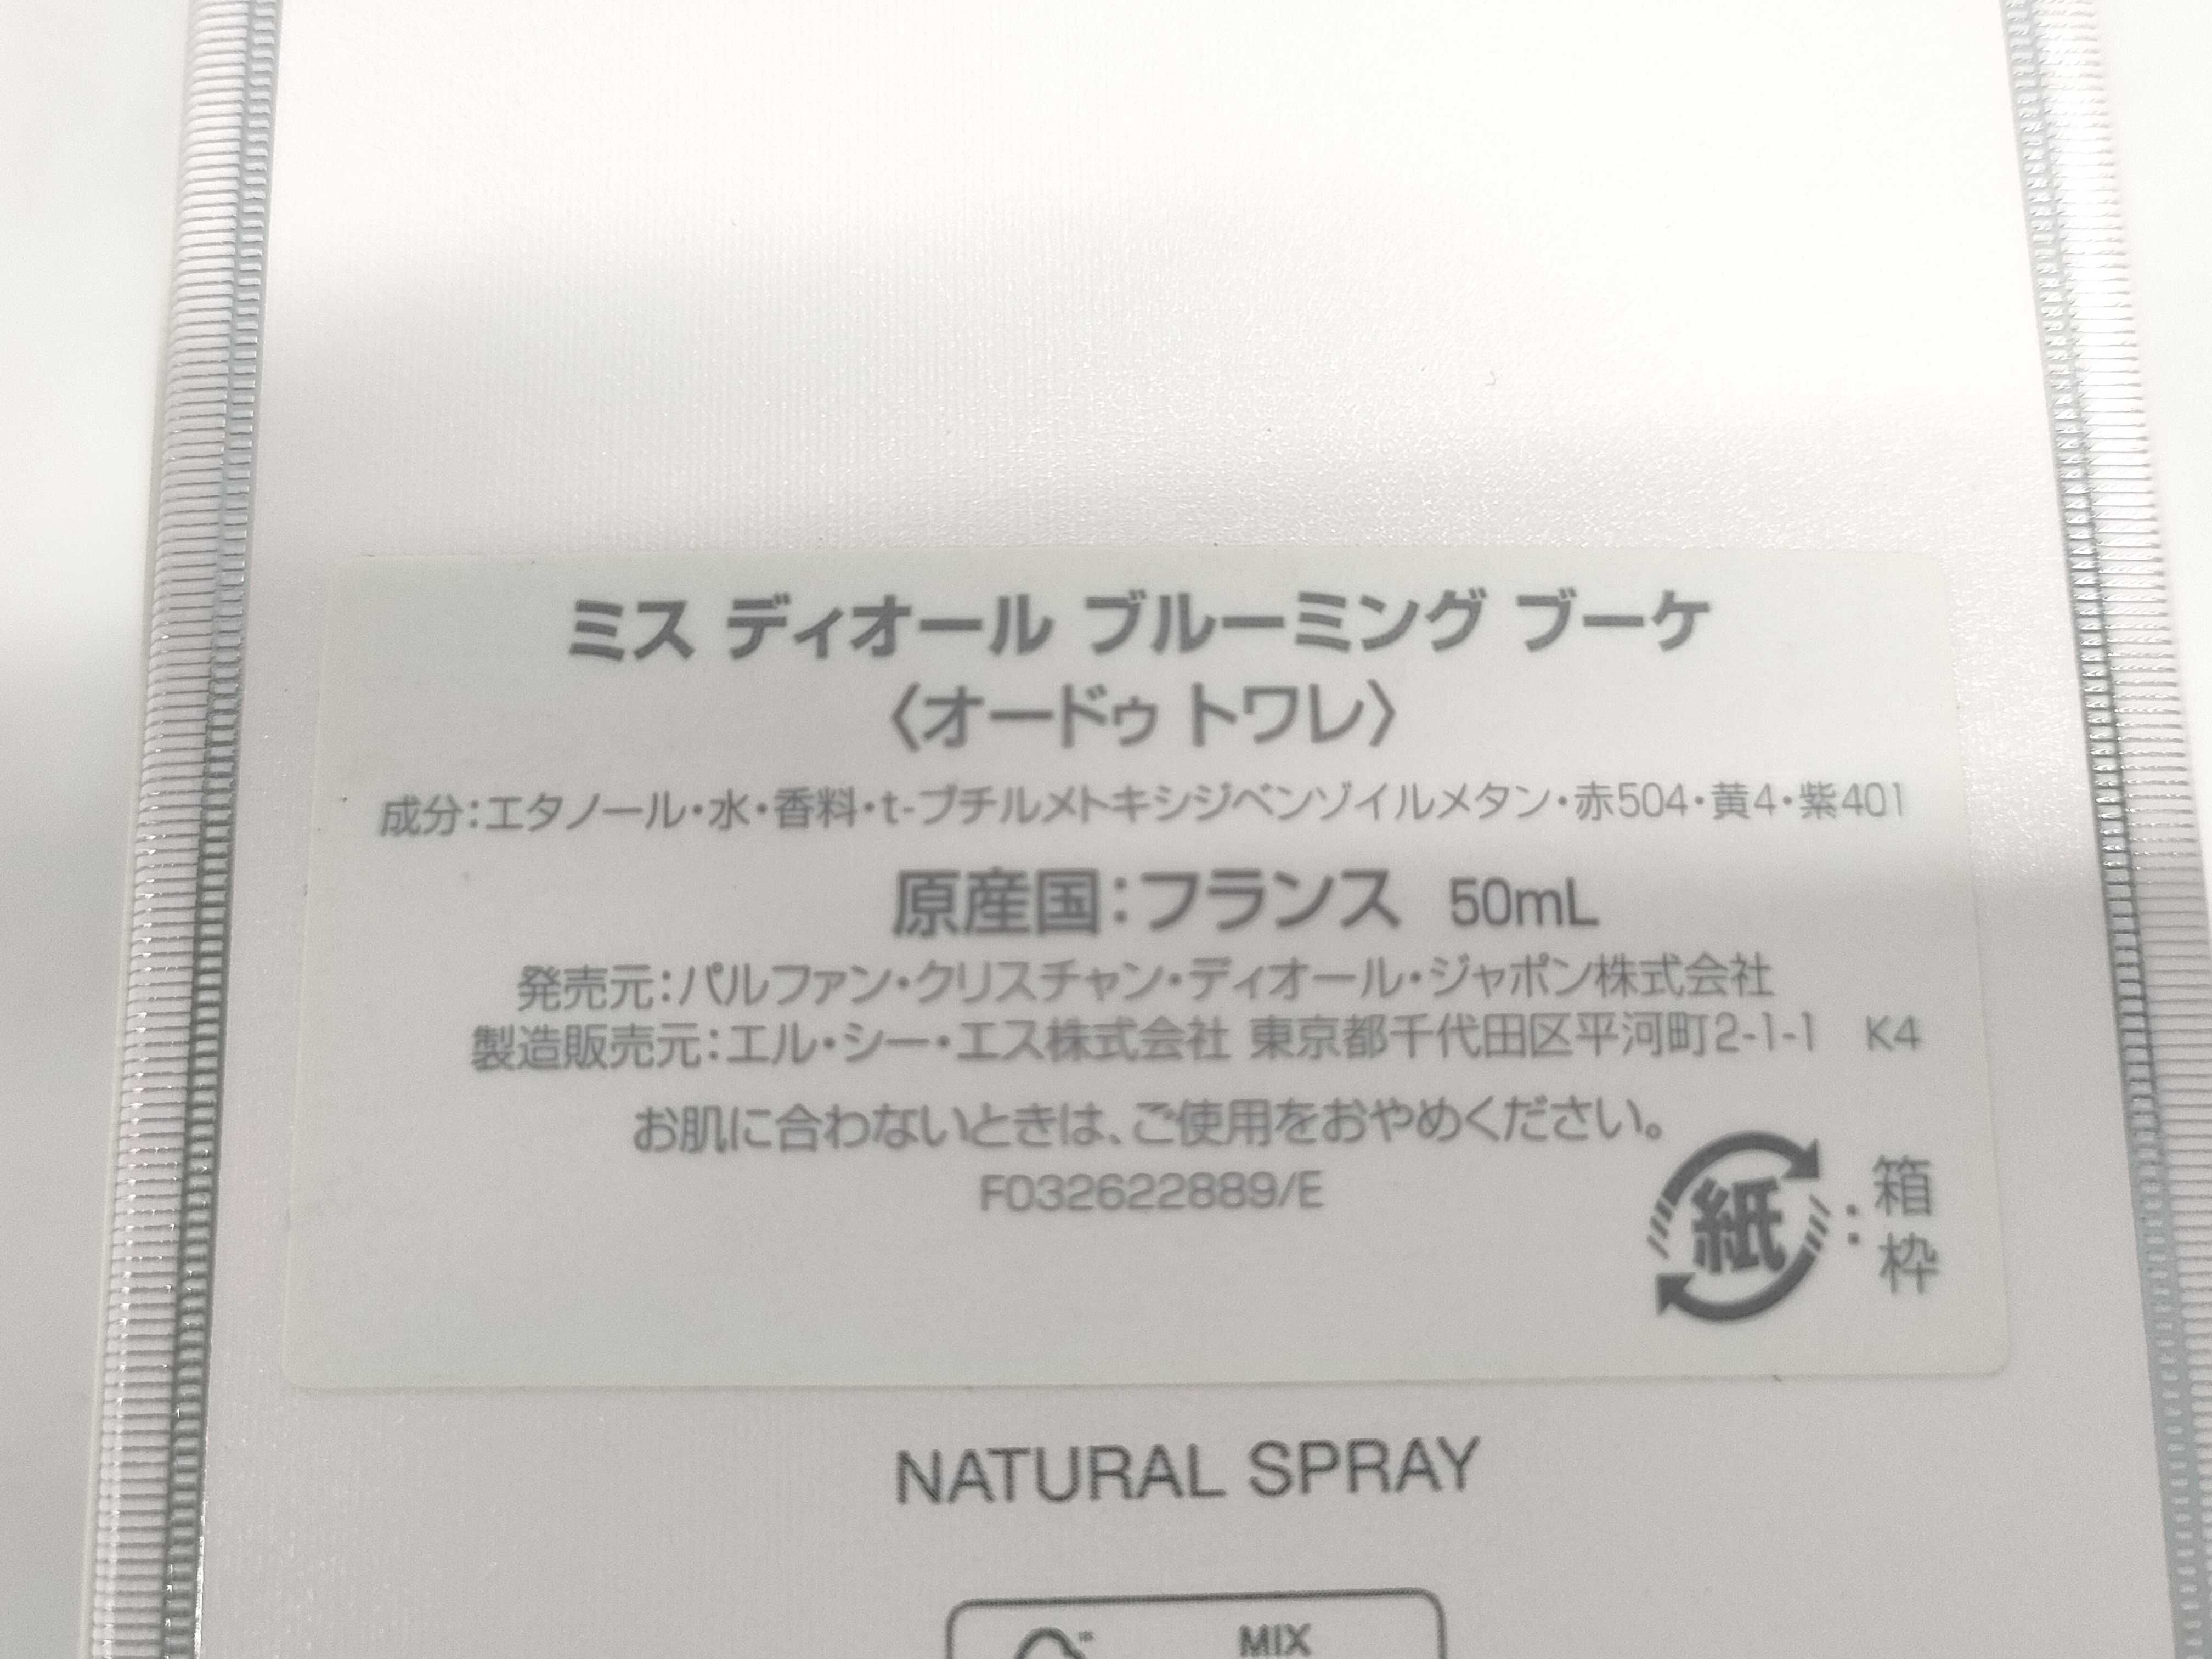 ミス ディオール ブルーミング ブーケ
〈オードゥ トワレ〉
成分:エタノール・水・香料・t-ブチルメトキシジベンゾイルメタン・赤504・黄4・紫401
原産国:フランス 50mL
発売元:パルファン・クリスチャン・ディオール・ジャポン株式会社
製造販売元:エル・シー・エス株式会社 東京都千代田区平河町2-1-1 K4
お肌に合わないときは、ご使用をおやめください。
F032622889/E
紙:箱
枠
NATURAL SPRAY
MIX